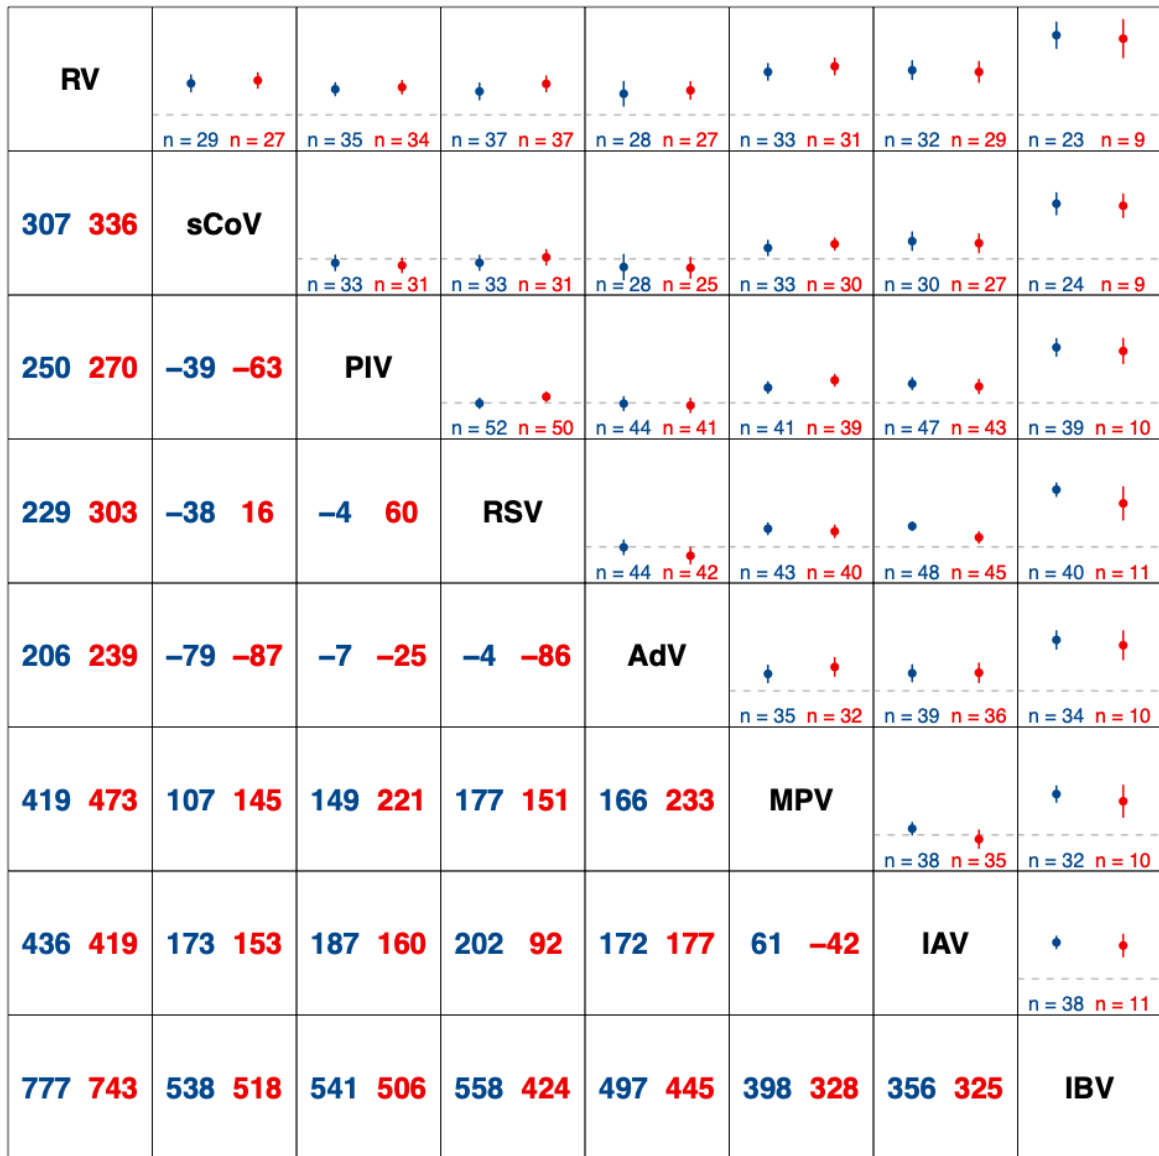 RV
n = 29 n = 27 n = 35 n = 34 n = 37 n = 37 n = 28 n = 27 n = 33 n = 31 n = 32 n = 29 n = 23 n = 9
307 336 sCoV
n = 33 n = 31 n = 33 n = 31 n = 28 n = 25 n = 33 n = 30 n = 30 n = 27 n = 24 n = 9
250 270 −39 −63 PIV
n = 52 n = 50 n = 44 n = 41 n = 41 n = 39 n = 47 n = 43 n = 39 n = 10
229 303 −38 16 −4 60 RSV
n = 44 n = 42 n = 43 n = 40 n = 48 n = 45 n = 40 n = 11
206 239 −79 −87 −7 −25 −4 −86 AdV
n = 35 n = 32 n = 39 n = 36 n = 34 n = 10
419 473 107 145 149 221 177 151 166 233 MPV
n = 38 n = 35 n = 32 n = 10
436 419 173 153 187 160 202 92 172 177 61 −42 IAV
n = 38 n = 11
777 743 538 518 541 506 558 424 497 445 398 328 356 325 IBV